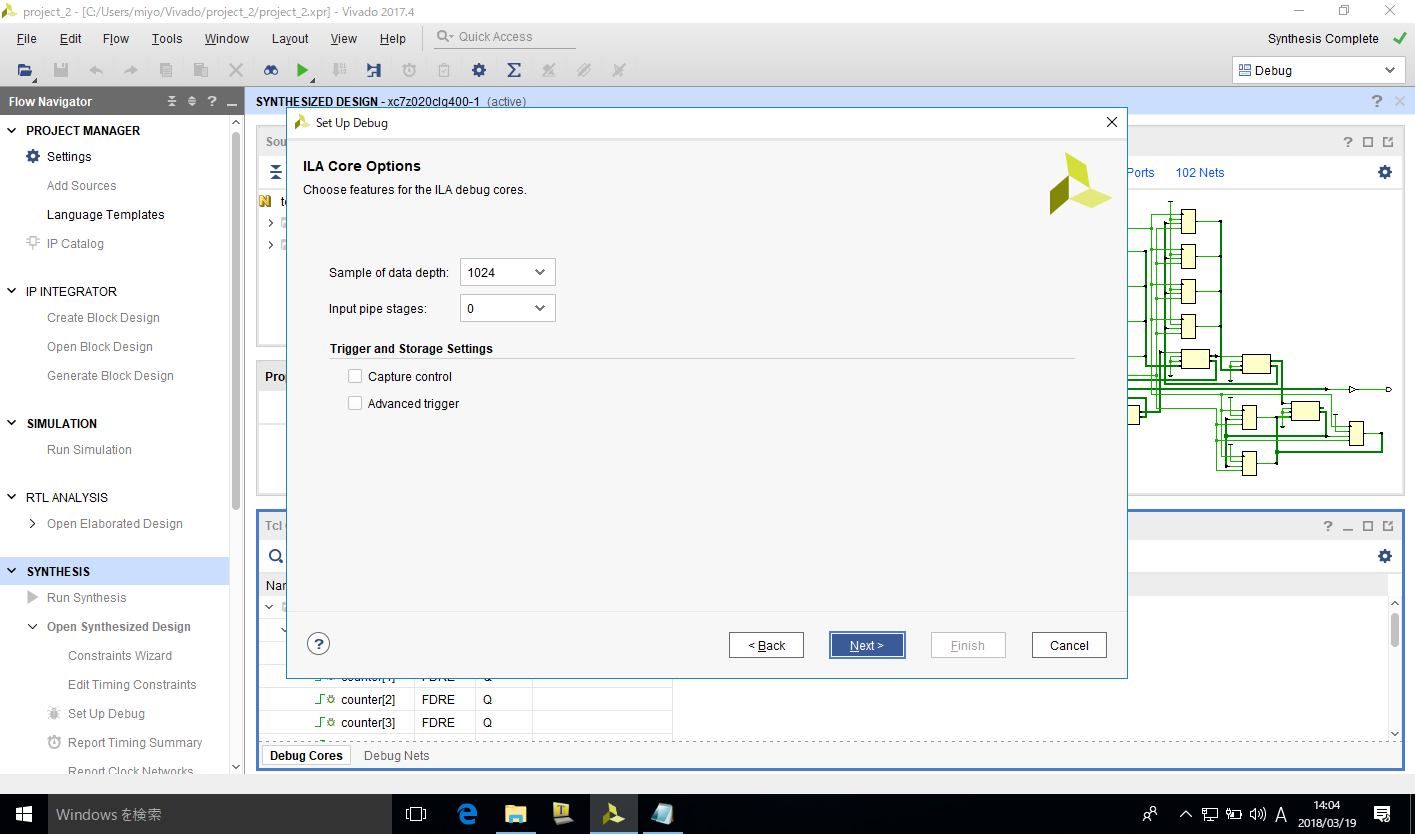 project_2 - [C:/Users/miyo/Vivado/project_2/project_2.xpr] - Vivado 2017.4
File Edit Flow Tools Window Layout View Help Quick Access
Synthesis Complete
Debug
Flow Navigator
SYNTHESIZED DESIGN - xc7z020clg400-1 (active)
PROJECT MANAGER
Settings
Add Sources
Language Templates
IP Catalog
IP INTEGRATOR
Create Block Design
Open Block Design
Generate Block Design
SIMULATION
Run Simulation
RTL ANALYSIS
Open Elaborated Design
SYNTHESIS
Run Synthesis
Open Synthesized Design
Constraints Wizard
Edit Timing Constraints
Set Up Debug
Report Timing Summary
Report Clock Networks
Set Up Debug
ILA Core Options
Choose features for the ILA debug cores.
Sample of data depth: 1024
Input pipe stages: 0
Trigger and Storage Settings
Capture control
Advanced trigger
?
< Back Next > Finish Cancel
Ports 102 Nets
counter[1] FDRE Q
counter[2] FDRE Q
counter[3] FDRE Q
Debug Cores Debug Nets
Windows を検索
A
14:04
2018/03/19